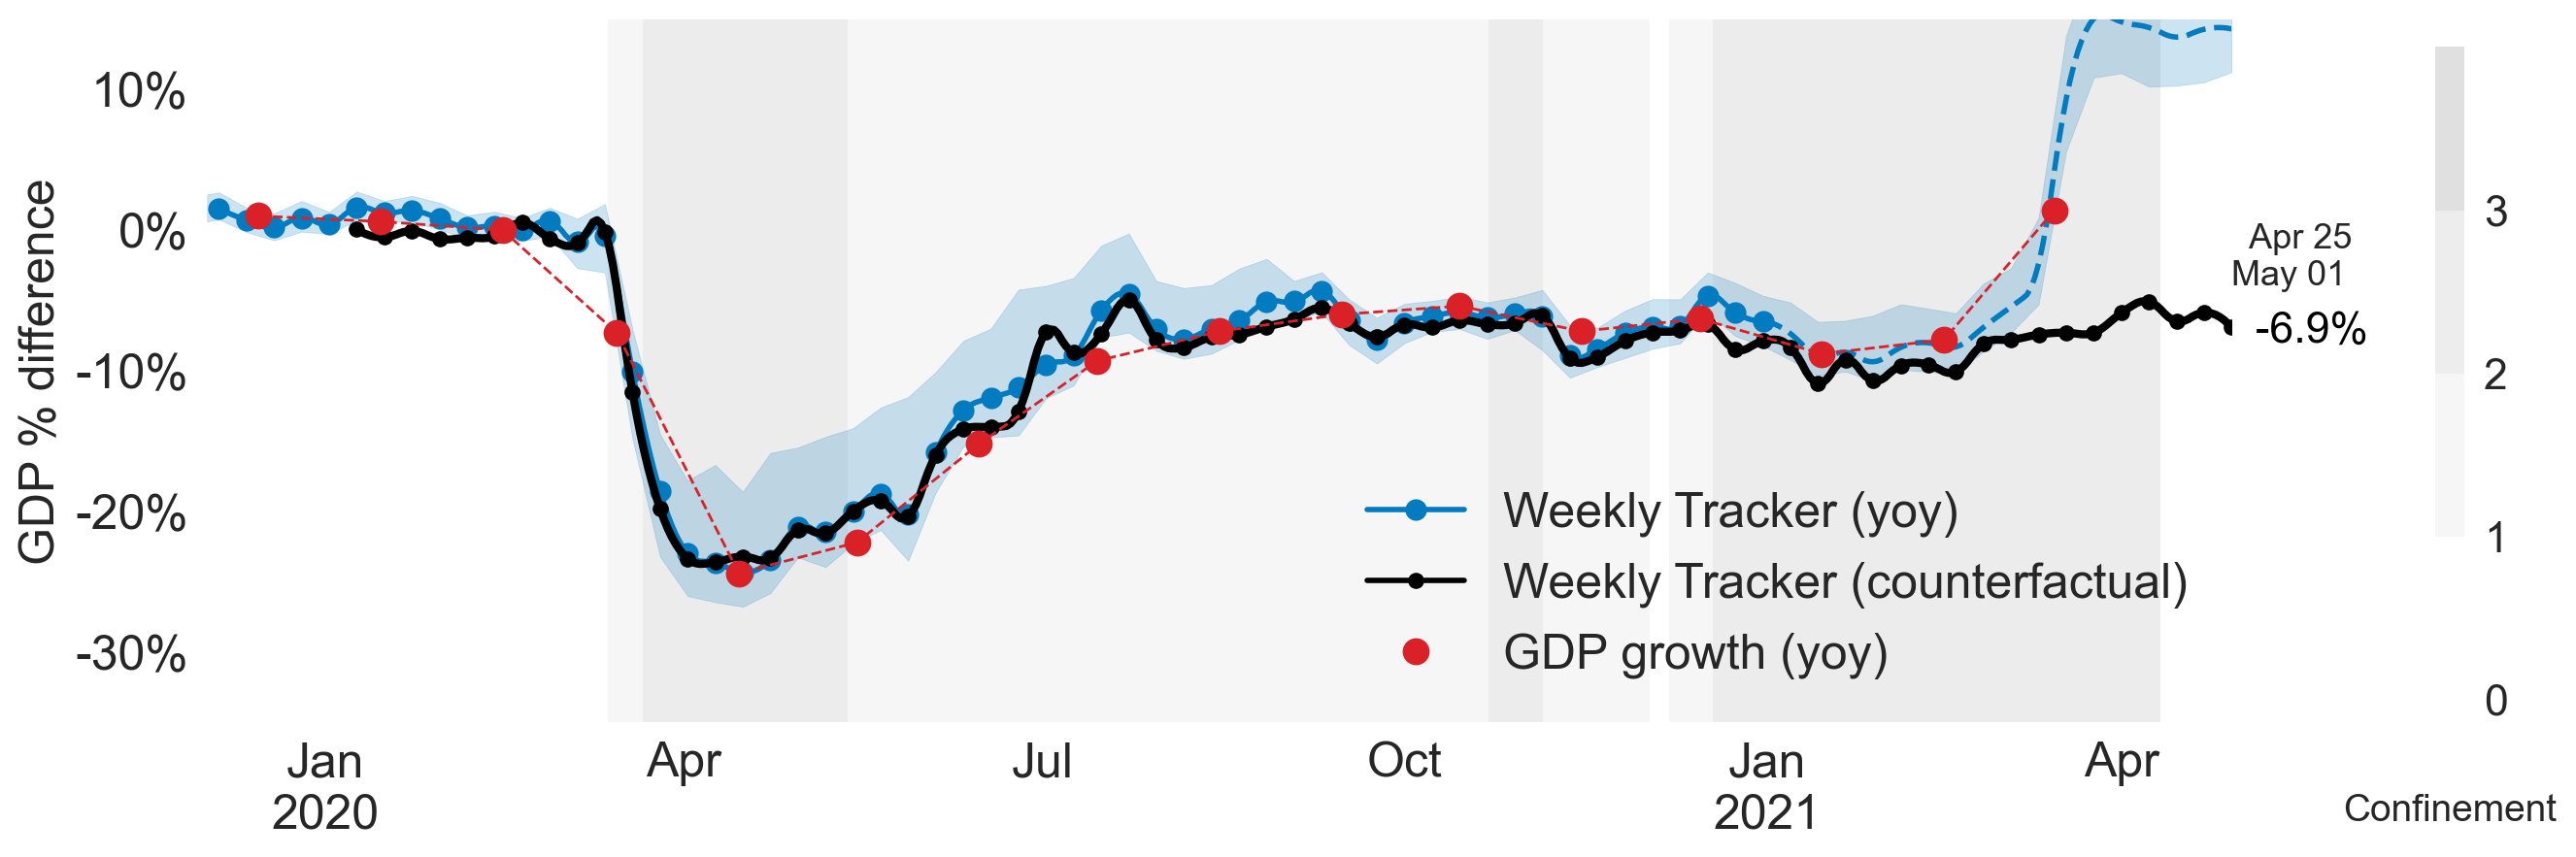 GDP % difference
10%
0%
-10%
-20%
-30%
Weekly Tracker (yoy)
Weekly Tracker (counterfactual)
GDP growth (yoy)
Apr 25
May 01
-6.9%
3
2
1
0
Confinement
Jan
2020
Apr
Jul
Oct
Jan
2021
Apr